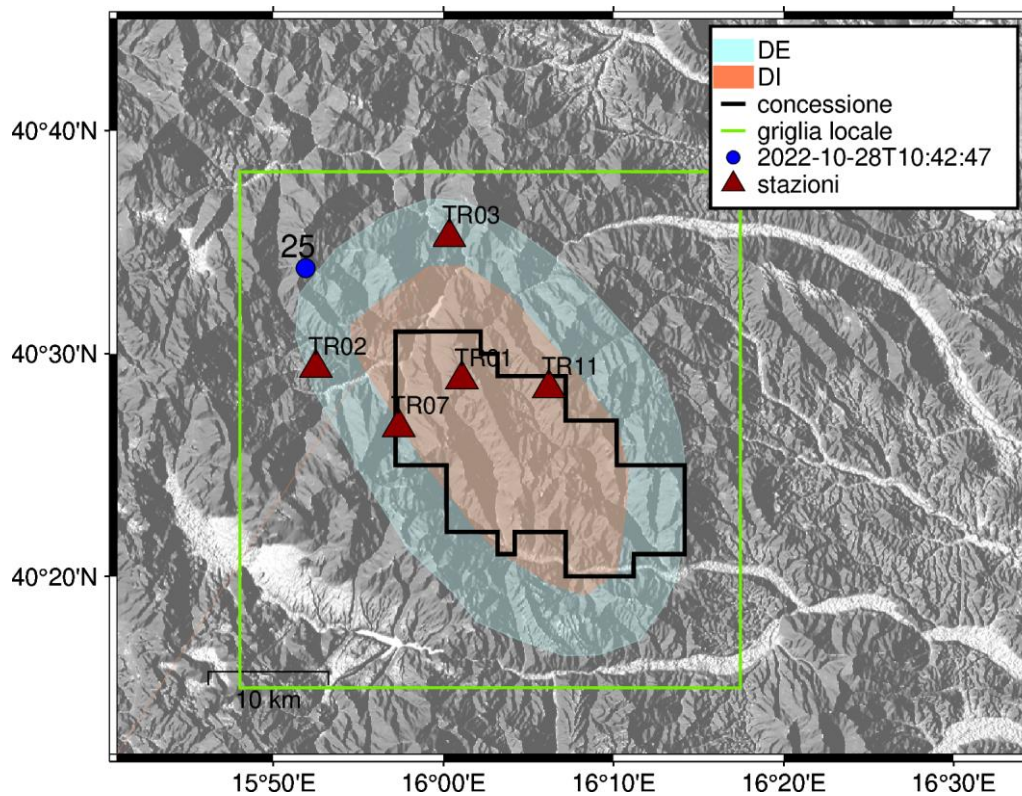 DE
DI
concessione
griglia locale
2022-10-28T10:42:47
stazioni
40°40'N
40°30'N
40°20'N
TR03
25
TR02
TR01
TR11
TR07
10 km
15°50'E
16°00'E
16°10'E
16°20'E
16°30'E